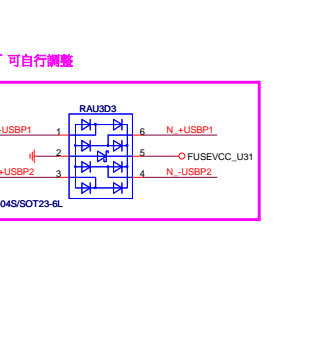 可自行調整
RAU3D3
-USBP1 1 6 N_+USBP1
2 5 FUSEVCC_U31
+USBP2 3 4 N_-USBP2
04S/SOT23-6L